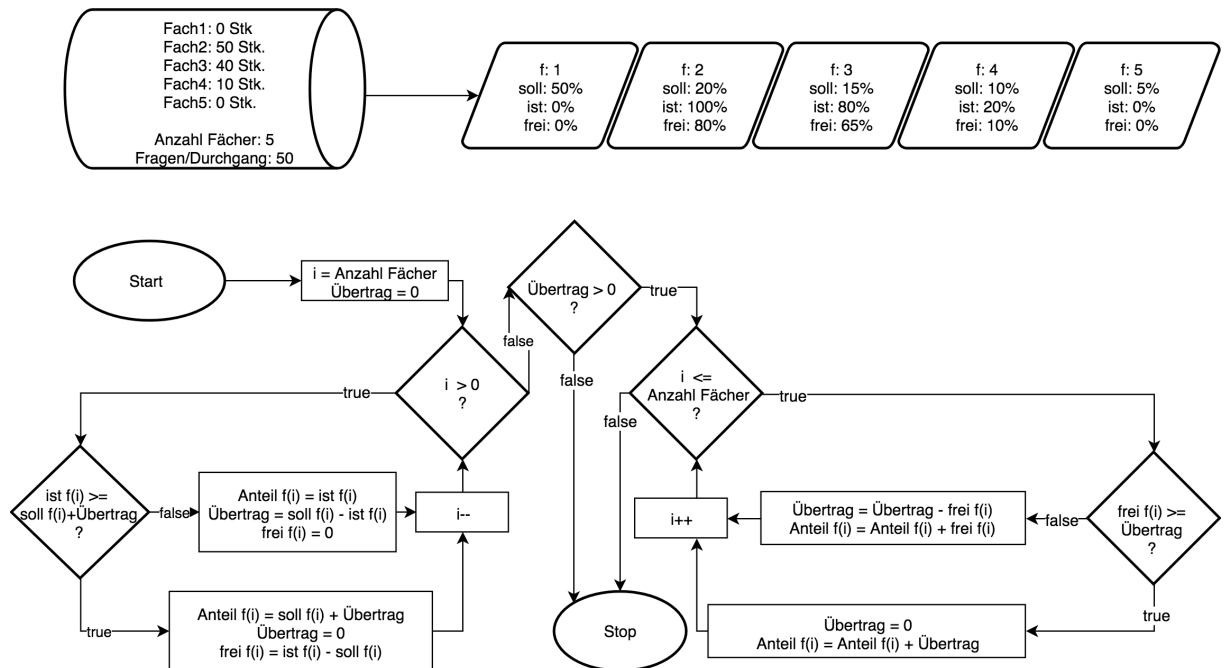 Fach1: 0 Stk
Fach2: 50 Stk.
Fach3: 40 Stk.
Fach4: 10 Stk.
Fach5: 0 Stk.
Anzahl Fächer: 5
Fragen/Durchgang: 50
f: 1
soll: 50%
ist: 0%
frei: 0%
f: 2
soll: 20%
ist: 100%
frei: 80%
f: 3
soll: 15%
ist: 80%
frei: 65%
f: 4
soll: 10%
ist: 20%
frei: 10%
f: 5
soll: 5%
ist: 0%
frei: 0%
Start
i = Anzahl Fächer
Übertrag = 0
i > 0
?
true
false
Übertrag > 0
?
true
false
i <=
Anzahl Fächer
?
true
false
ist f(i) >=
soll f(i)+Übertrag
?
false
true
Anteil f(i) = ist f(i)
Übertrag = soll f(i) - ist f(i)
frei f(i) = 0
i--
Anteil f(i) = soll f(i) + Übertrag
Übertrag = 0
frei f(i) = ist f(i) - soll f(i)
i++
Übertrag = Übertrag - frei f(i)
Anteil f(i) = Anteil f(i) + frei f(i)
false
frei f(i) >=
Übertrag
?
true
Übertrag = 0
Anteil f(i) = Anteil f(i) + Übertrag
Stop